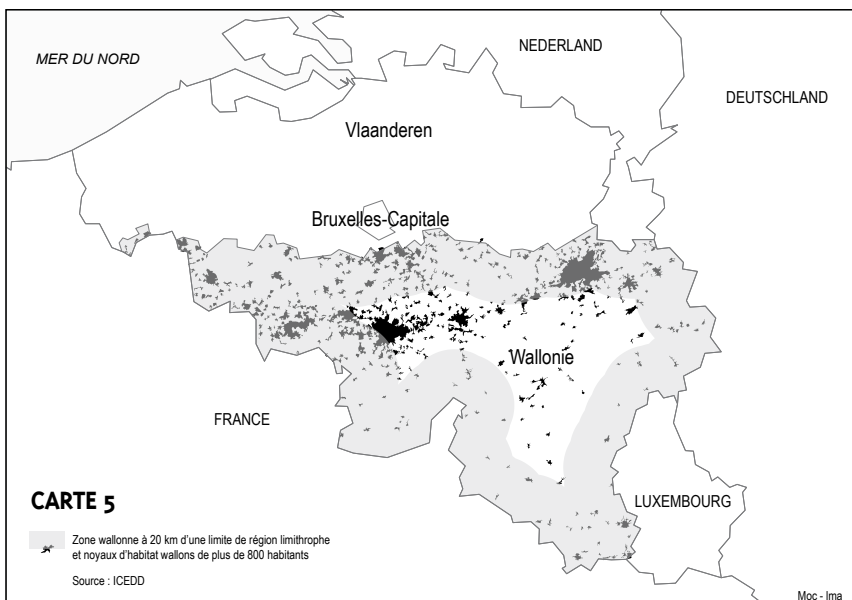 NEDERLAND
MER DU NORD
DEUTSCHLAND
Vlaanderen
Bruxelles-Capitale
Wallonie
FRANCE
LUXEMBOURG
CARTE 5
Zone wallonne à 20 km d'une limite de région limithrophe
et noyaux d'habitat wallons de plus de 800 habitants
Source : ICEDD
Moc - Ima